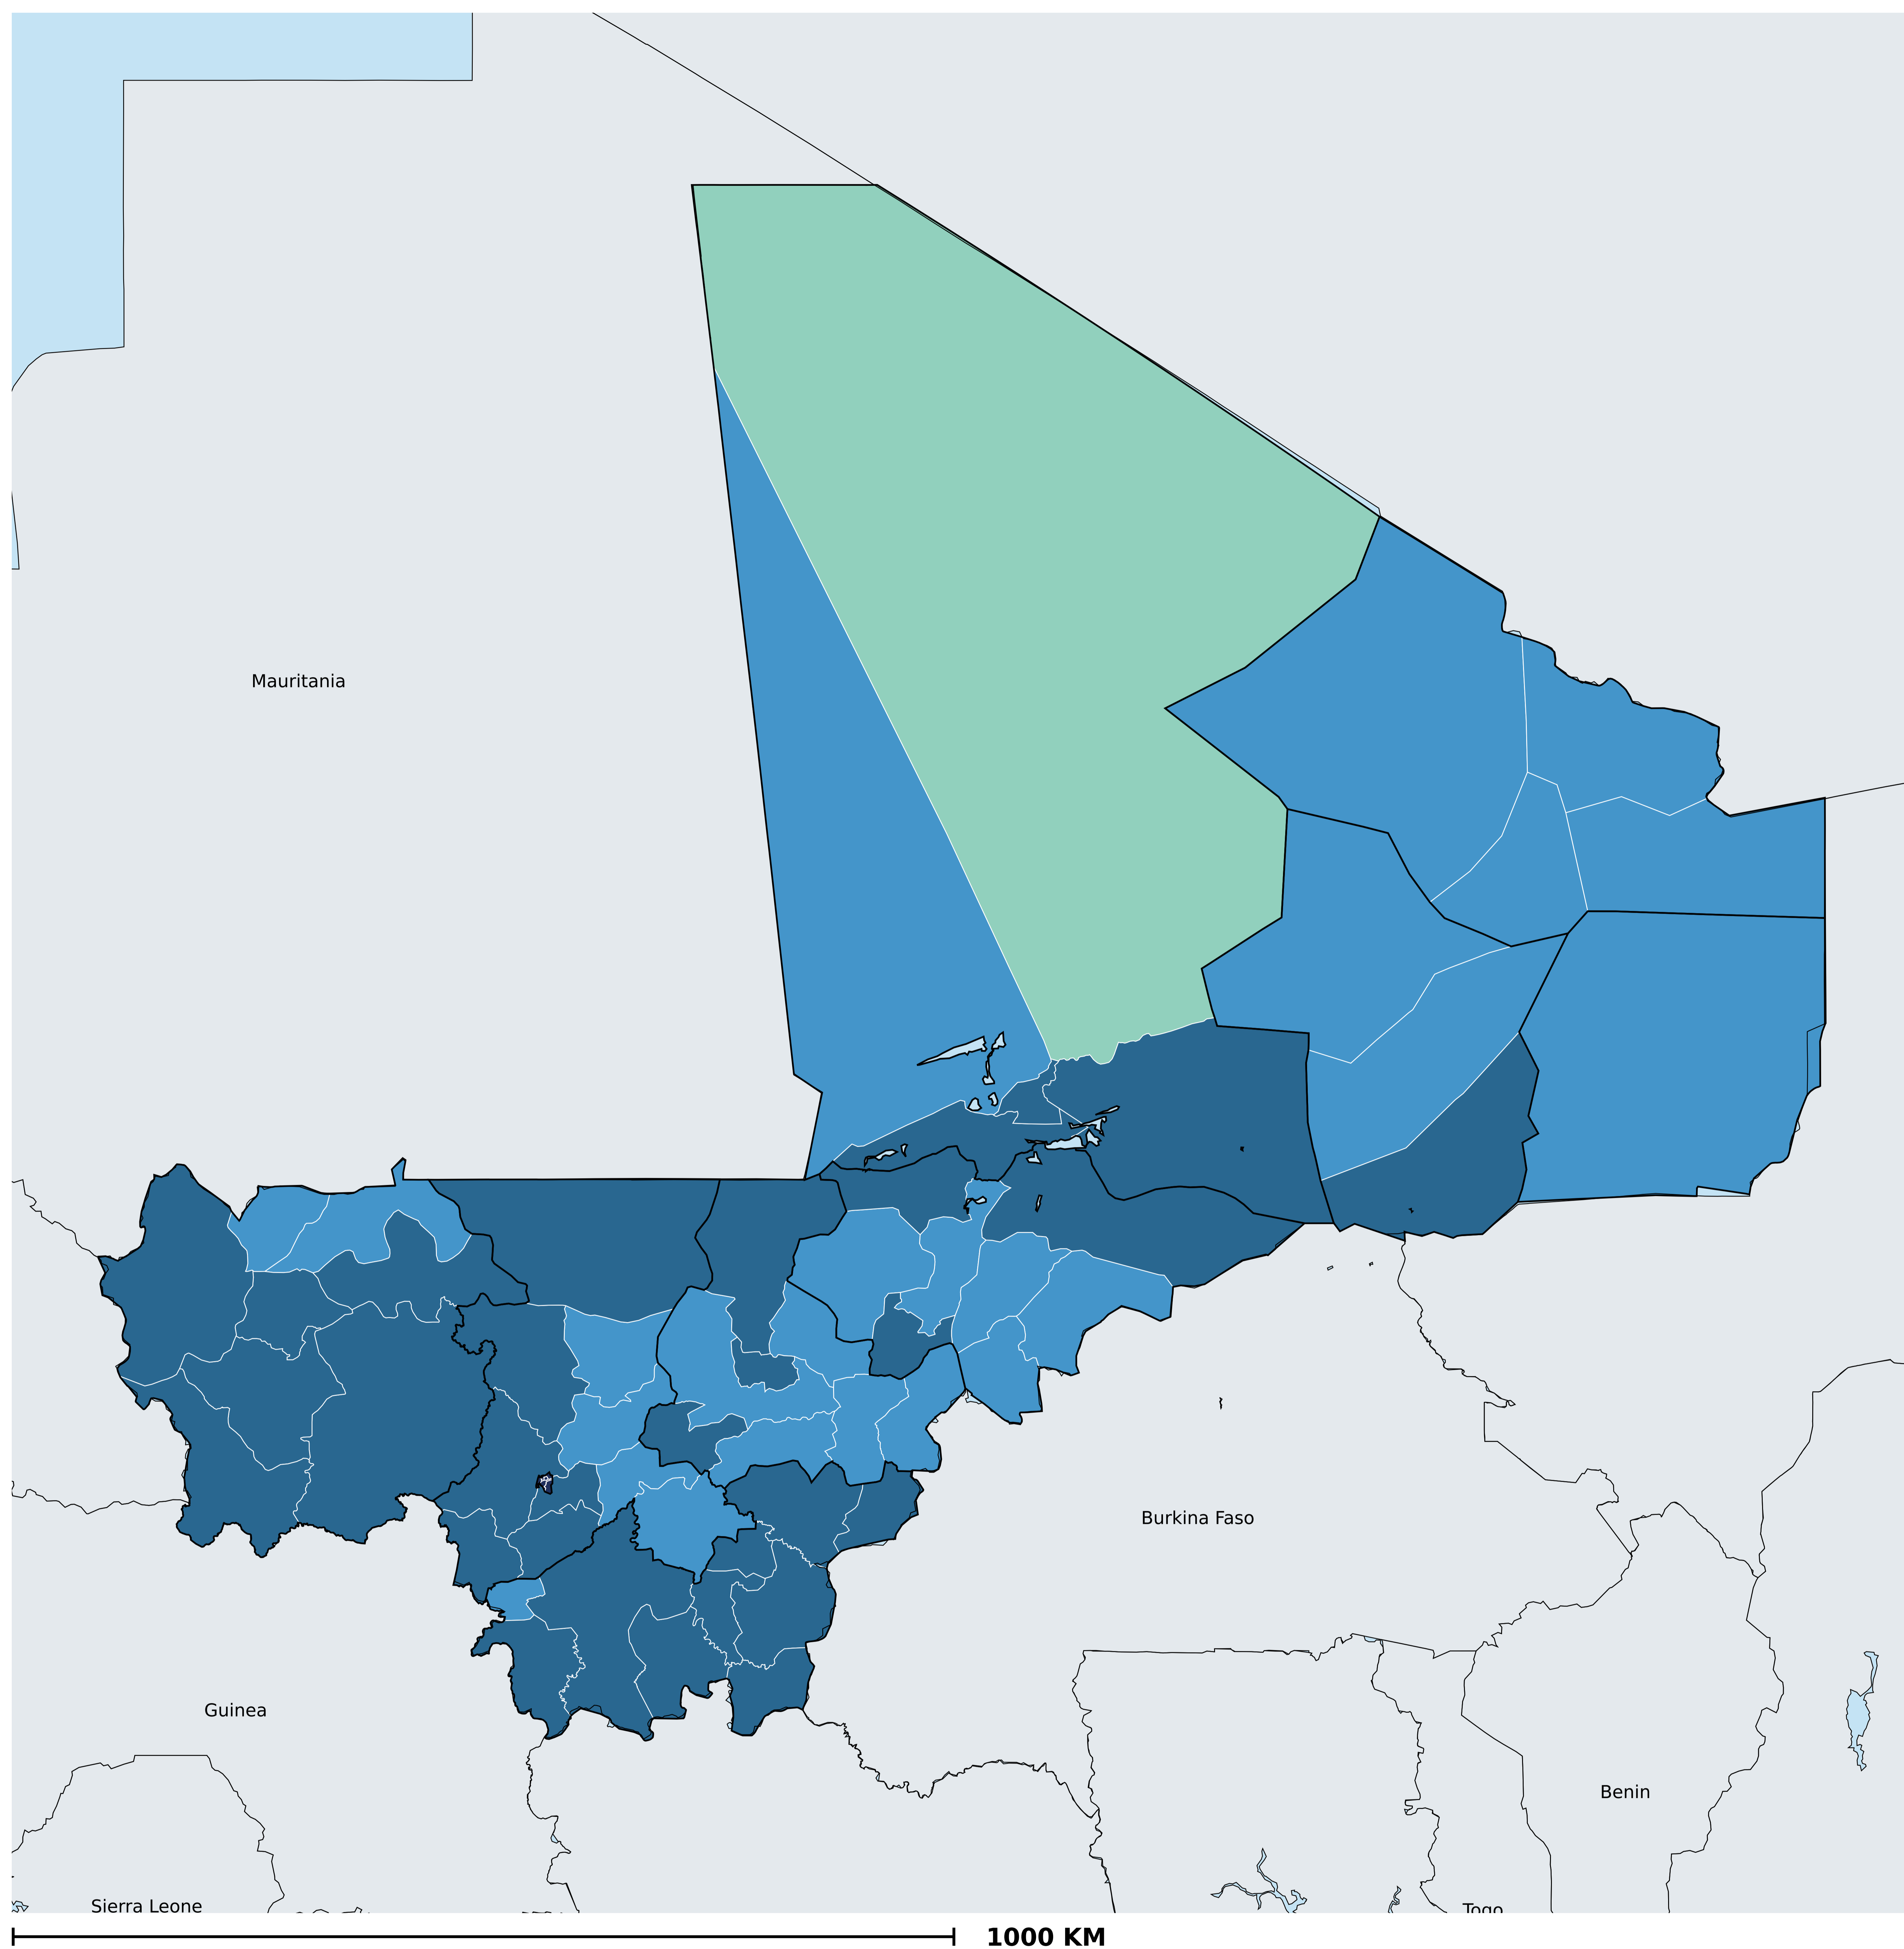 Mauritania
Burkina Faso
Guinea
Benin
Sierra Leone
Togo
1000 KM